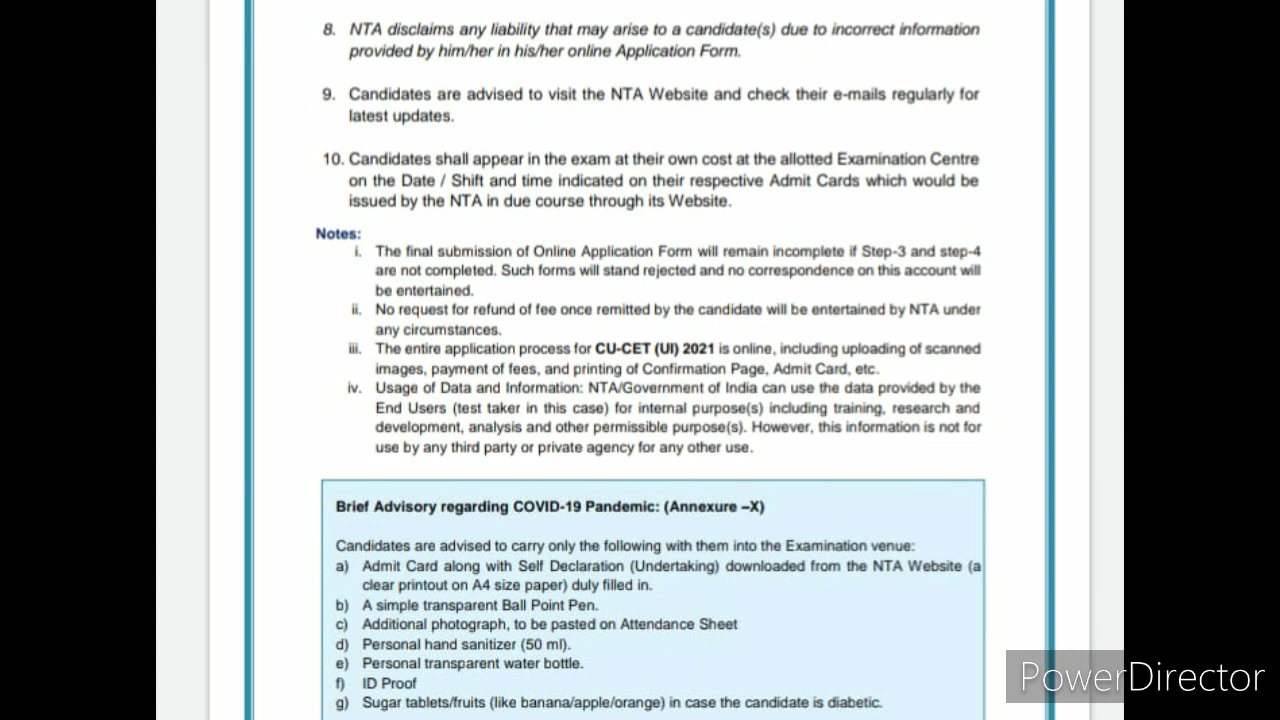 8. NTA disclaims any liability that may arise to a candidate(s) due to incorrect information
provided by him/her in his/her online Application Form.
9. Candidates are advised to visit the NTA Website and check their e-mails regularly for
latest updates.
10. Candidates shall appear in the exam at their own cost at the allotted Examination Centre
on the Date / Shift and time indicated on their respective Admit Cards which would be
issued by the NTA in due course through its Website.
Notes:
i. The final submission of Online Application Form will remain incomplete if Step-3 and step-4
are not completed. Such forms will stand rejected and no correspondence on this account will
be entertained.
ii. No request for refund of fee once remitted by the candidate will be entertained by NTA under
any circumstances.
iii. The entire application process for CU-CET (UI) 2021 is online, including uploading of scanned
images, payment of fees, and printing of Confirmation Page, Admit Card, etc.
iv. Usage of Data and Information: NTA/Government of India can use the data provided by the
End Users (test taker in this case) for internal purpose(s) including training, research and
development, analysis and other permissible purpose(s). However, this information is not for
use by any third party or private agency for any other use.
Brief Advisory regarding COVID-19 Pandemic: (Annexure –X)
Candidates are advised to carry only the following with them into the Examination venue:
a) Admit Card along with Self Declaration (Undertaking) downloaded from the NTA Website (a
clear printout on A4 size paper) duly filled in.
b) A simple transparent Ball Point Pen.
c) Additional photograph, to be pasted on Attendance Sheet
d) Personal hand sanitizer (50 ml).
e) Personal transparent water bottle.
f) ID Proof
g) Sugar tablets/fruits (like banana/apple/orange) in case the candidate is diabetic.
PowerDirector